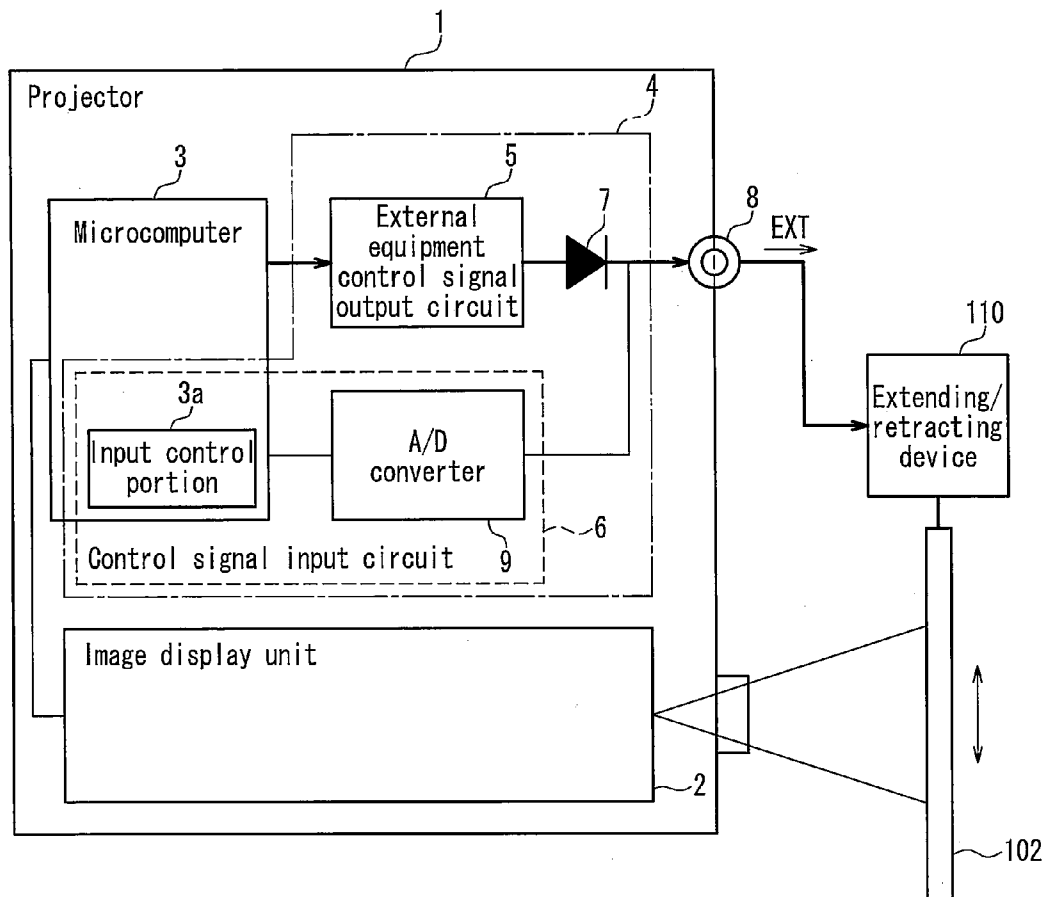 1
Projector
4
3
5
7
8
Microcomputer
External
equipment
control signal
output circuit
EXT
110
Extending/
retracting
device
3a
Input control
portion
A/D
converter
6
9
Control signal input circuit
Image display unit
2
102